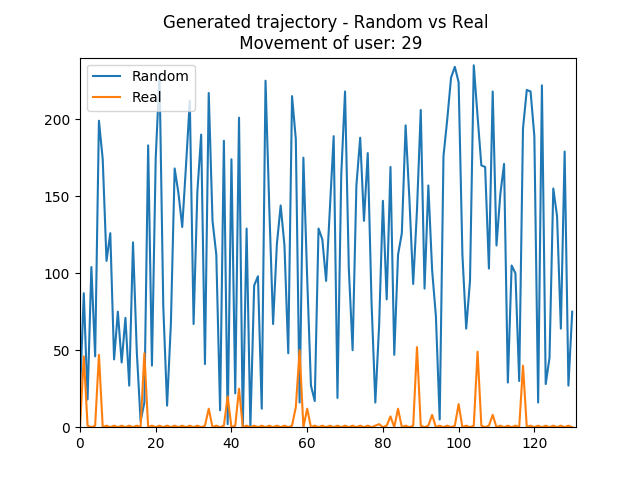 Generated trajectory - Random vs Real
Movement of user: 29
Random
Real
200
150
100
50
0
0 20 40 60 80 100 120